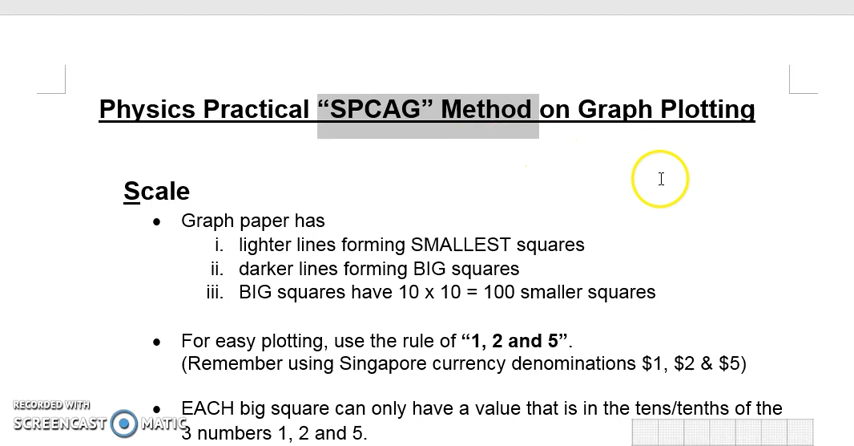 Physics Practical “SPCAG” Method on Graph Plotting
Scale
• Graph paper has
i. lighter lines forming SMALLEST squares
ii. darker lines forming BIG squares
iii. BIG squares have 10 x 10 = 100 smaller squares
• For easy plotting, use the rule of “1, 2 and 5”.
(Remember using Singapore currency denominations $1, $2 & $5)
• EACH big square can only have a value that is in the tens/tenths of the
3 numbers 1, 2 and 5.
RECORDED WITH
SCREENCAST MATIC